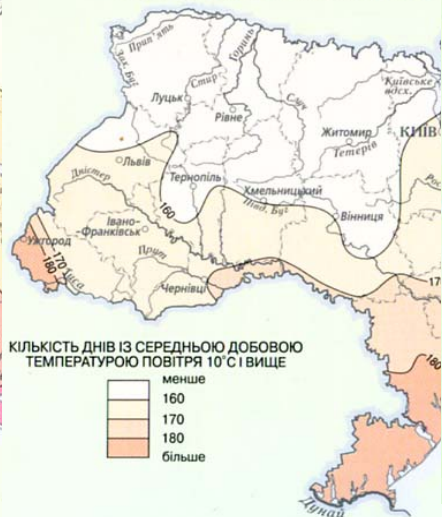 Прип'ять
Зах. Буг
Стир
Горинь
Случ
Київське
вдсх.
Луцьк
Рівне
Житомир
КИЇВ
Тетерів
Львів
Дністер
Тернопіль
Хмельницький
Рос
160
Півд. Буг
Вінниця
Івано-
Франківськ
Ужгород
170
180
Тиса
Прут
Чернівці
17
180
КІЛЬКІСТЬ ДНІВ ІЗ СЕРЕДНЬОЮ ДОБОВОЮ
ТЕМПЕРАТУРОЮ ПОВІТРЯ 10°С І ВИЩЕ
менше
160
170
180
більше
Дунай